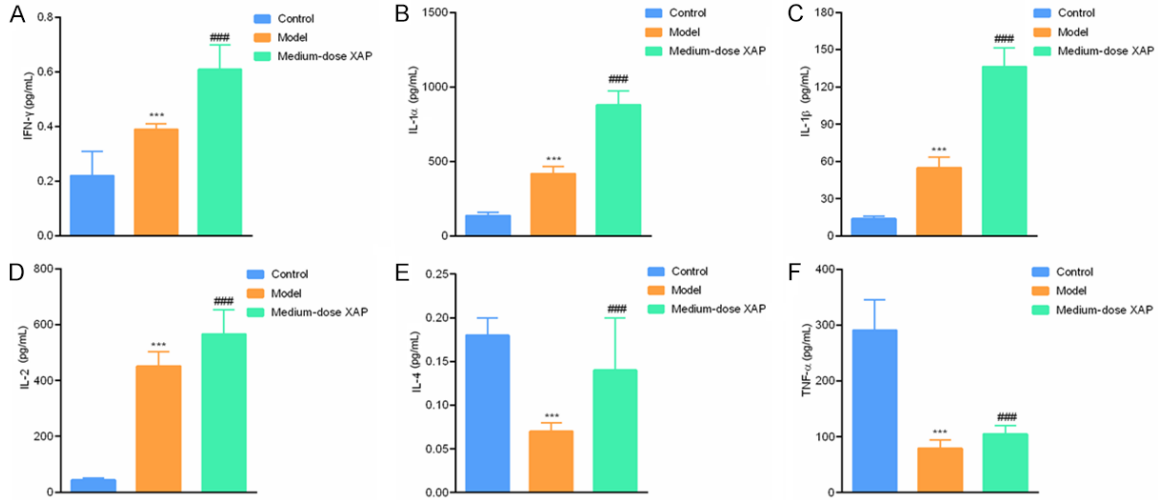 A
IFN-γ (pg/mL)
0.8
0.6
0.4
0.2
0.0
***
###
Control
Model
Medium-dose XAP
B
IL-1α (pg/mL)
1500
1000
500
0
***
###
Control
Model
Medium-dose XAP
C
IL-1β (pg/mL)
180
150
120
90
60
30
0
***
###
Control
Model
Medium-dose XAP
D
IL-2 (pg/mL)
800
600
400
200
0
***
###
Control
Model
Medium-dose XAP
E
IL-4 (pg/mL)
0.25
0.20
0.15
0.10
0.05
0.00
***
###
Control
Model
Medium-dose XAP
F
TNF-α (pg/mL)
400
300
200
100
0
***
###
Control
Model
Medium-dose XAP